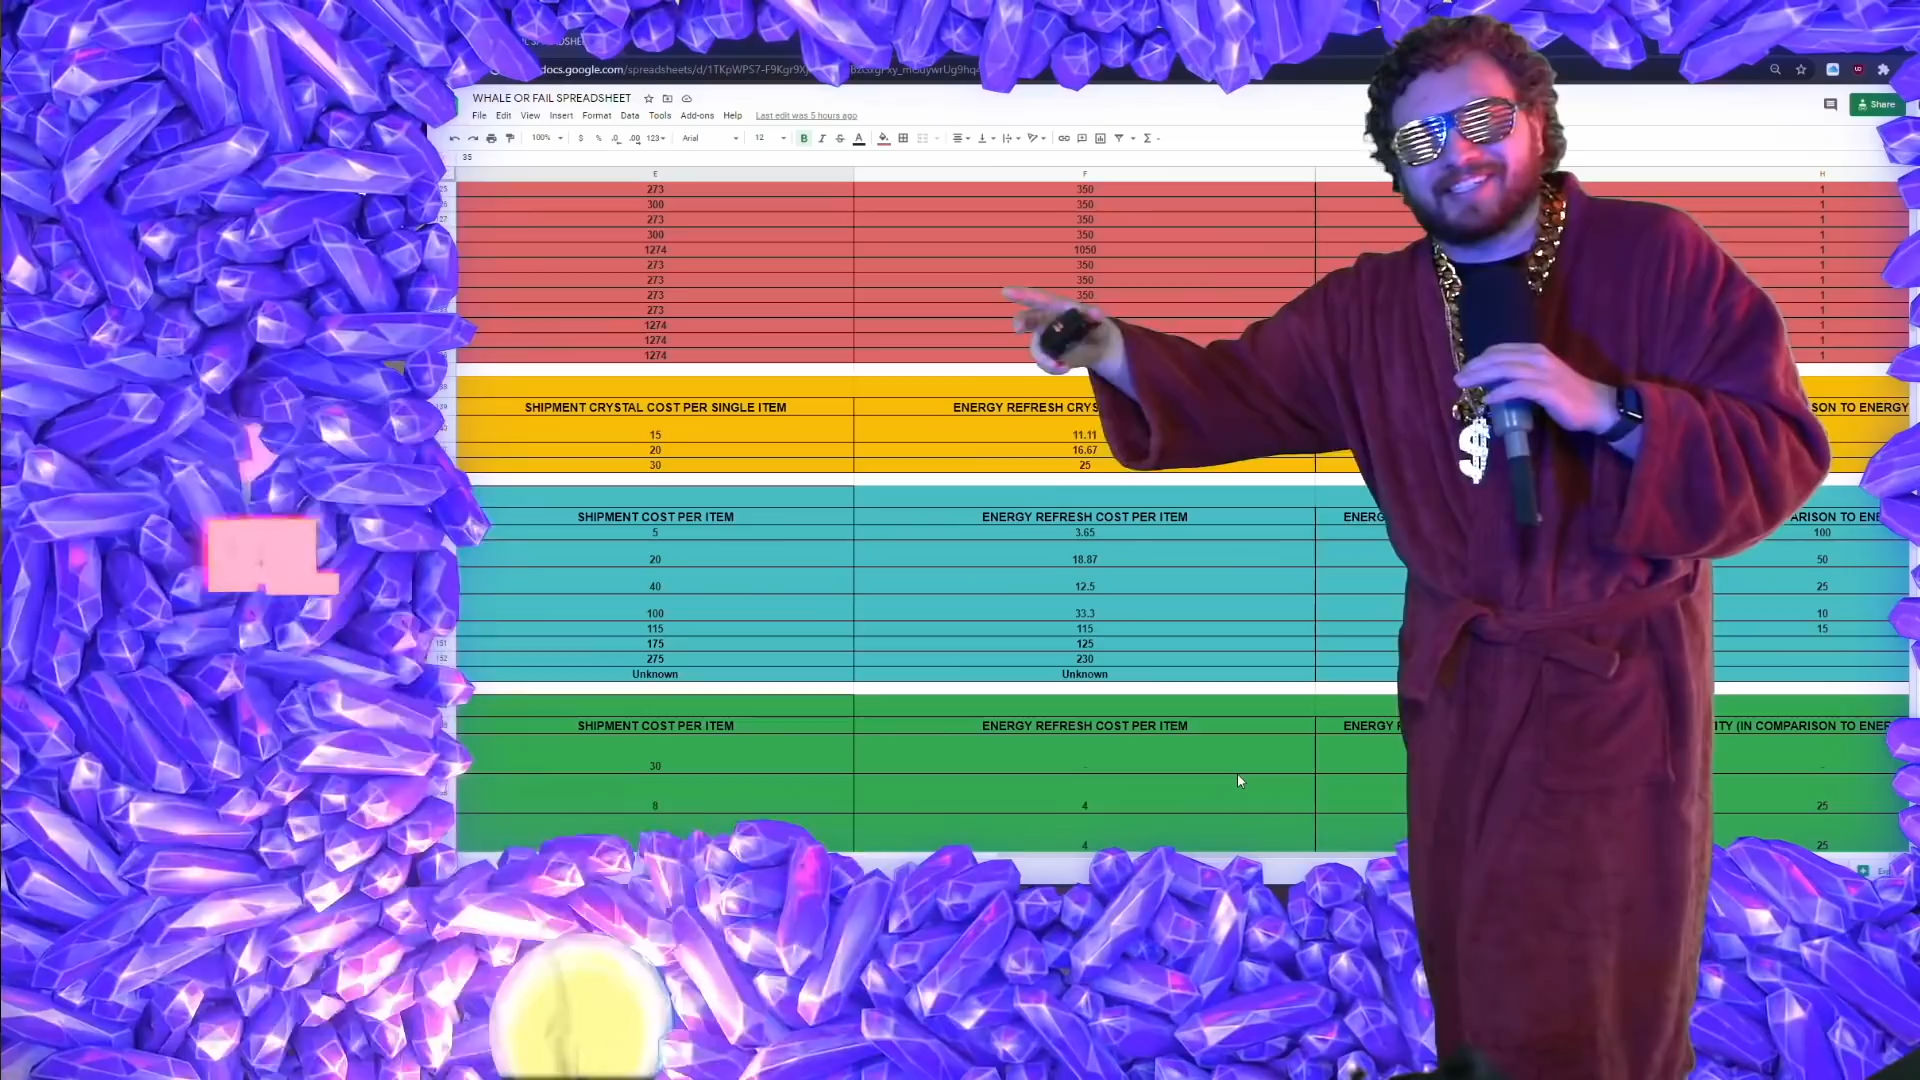 docs.google.com/spreadsheets/d/1TKpWPS7-F9Kgr9X
WHALE OR FAIL SPREADSHEET
Share
File Edit View Insert Format Data Tools Add-ons Help Last edit was 5 hours ago
100% $ % .0 .00 123 Arial 12 B I S A
35
E F H
273 350 1
300 350 1
273 350 1
300 350 1
1274 1050 1
273 350 1
273 350 1
273 350 1
273 1
1274 1
1274 1
1274 1
SHIPMENT CRYSTAL COST PER SINGLE ITEM ENERGY REFRESH CRYS SON TO ENERGY
15 11.11
20 16.67
30 25
SHIPMENT COST PER ITEM ENERGY REFRESH COST PER ITEM ENERG ARISON TO ENE
5 3.65 100
20 18.87 50
40 12.5 25
100 33.3 10
115 115 15
151 175 125
152 275 230
Unknown Unknown
SHIPMENT COST PER ITEM ENERGY REFRESH COST PER ITEM ENERGY ITY (IN COMPARISON TO ENER
30 - -
8 4 25
4 25
$